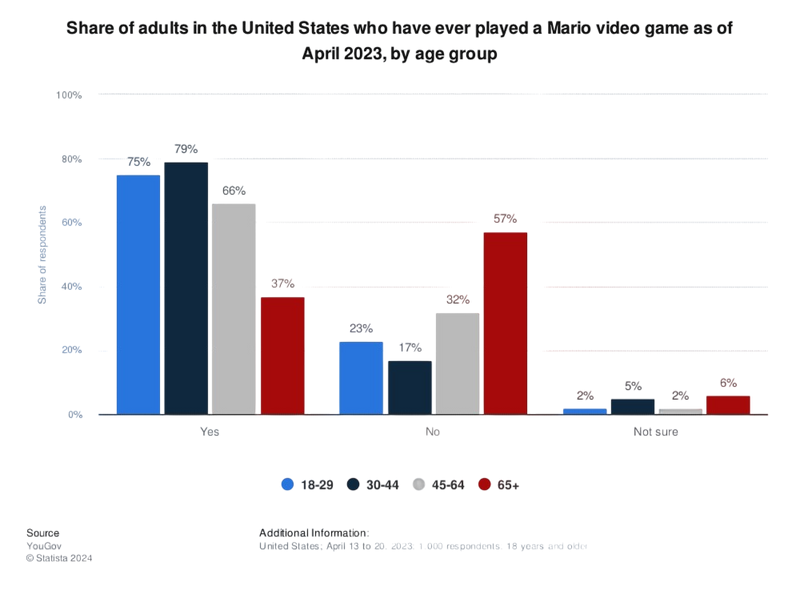 Share of adults in the United States who have ever played a Mario video game as of
April 2023, by age group
100%
80%
60%
40%
20%
0%
Share of respondents
75%
79%
66%
37%
23%
17%
32%
57%
2%
5%
2%
6%
Yes
No
Not sure
18-29
30-44
45-64
65+
Source
YouGov
© Statista 2024
Additional Information:
United States; April 13 to 20, 2023; 1 000 respondents; 18 years and older